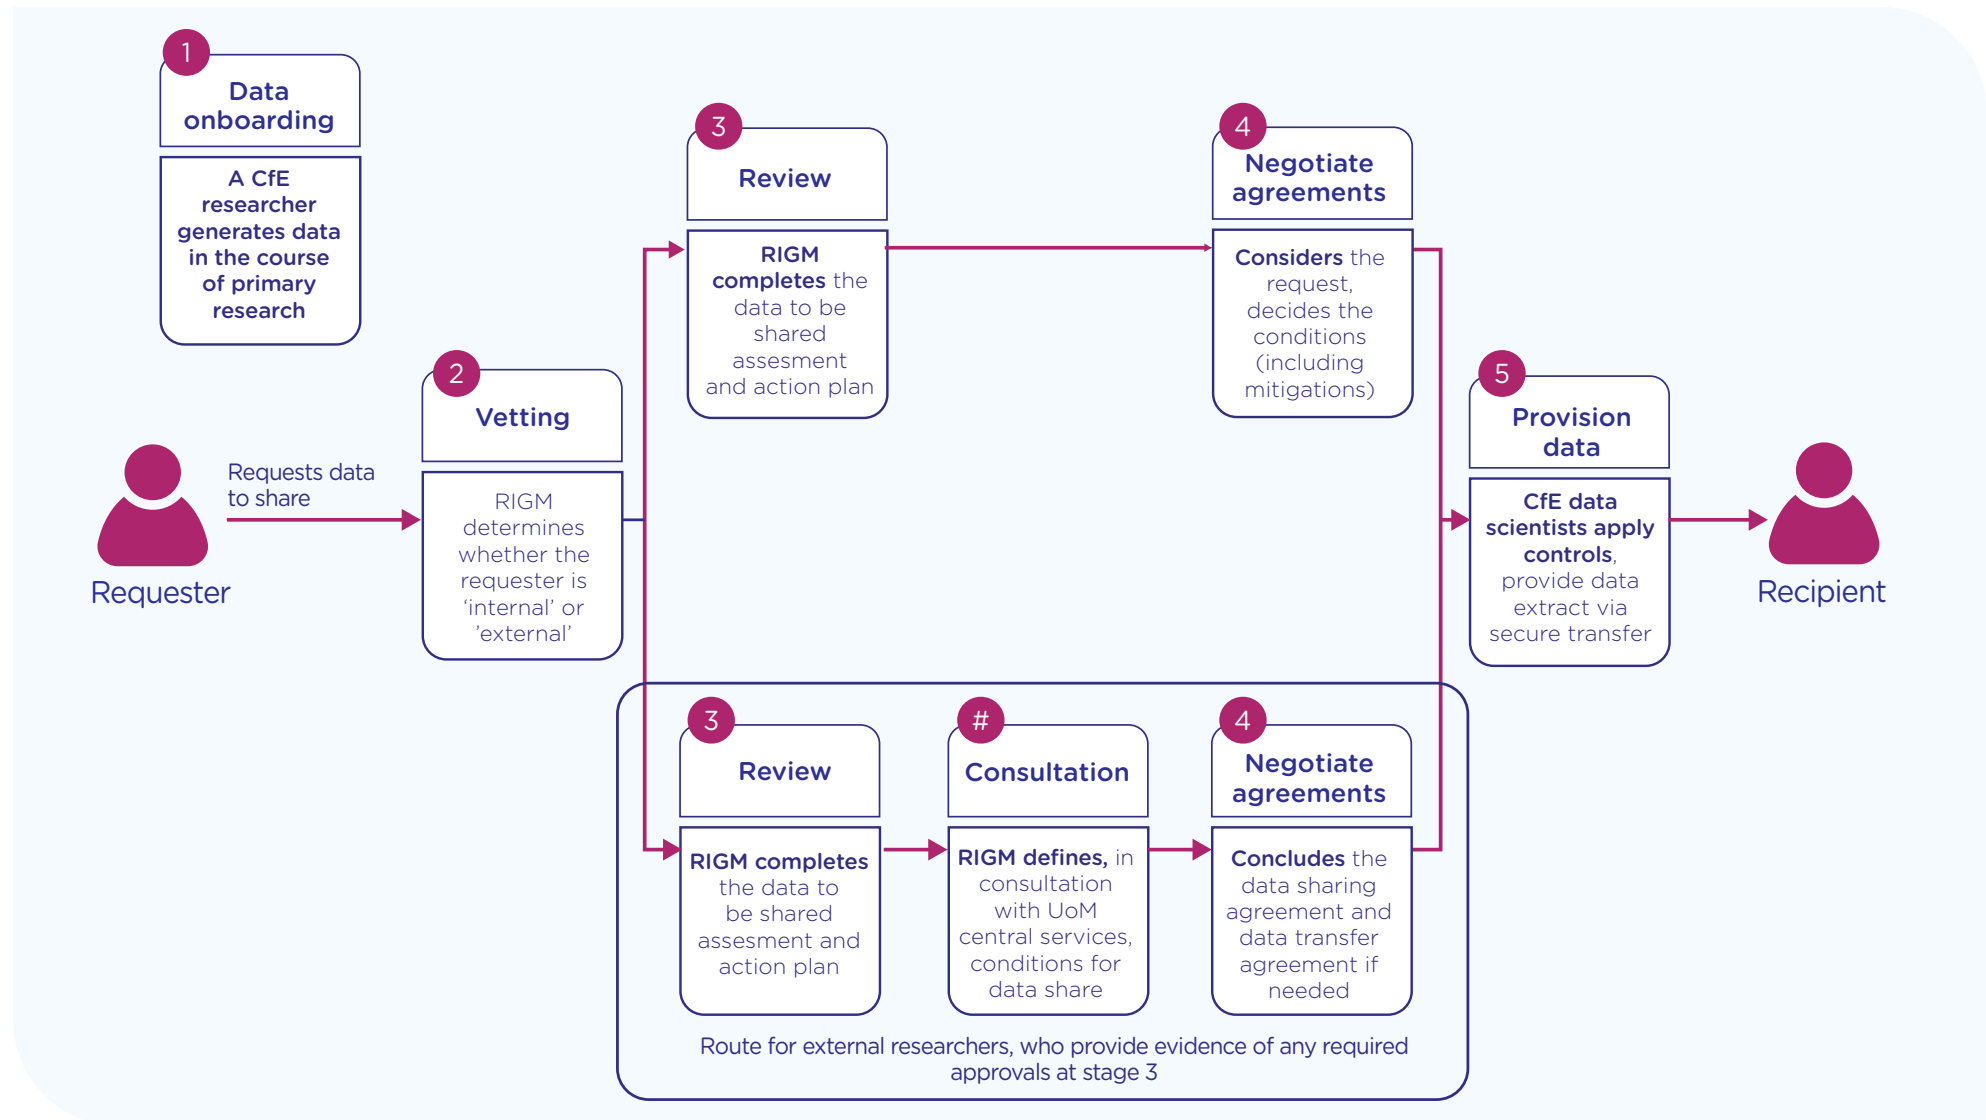 1
Data
onboarding
A CfE
researcher
generates data
in the course
of primary
research
Requester
Requests data
to share
2
Vetting
RIGM
determines
whether the
requester is
‘internal’ or
’external’
3
Review
RIGM
completes the
data to be
shared
assesment
and action plan
4
Negotiate
agreements
Considers the
request,
decides the
conditions
(including
mitigations)
3
Review
RIGM completes
the data to
be shared
assesment and
action plan
#
Consultation
RIGM defines, in
consultation
with UoM
central services,
conditions for
data share
4
Negotiate
agreements
Concludes the
data sharing
agreement and
data transfer
agreement if
needed
Route for external researchers, who provide evidence of any required
approvals at stage 3
5
Provision
data
CfE data
scientists apply
controls,
provide data
extract via
secure transfer
Recipient